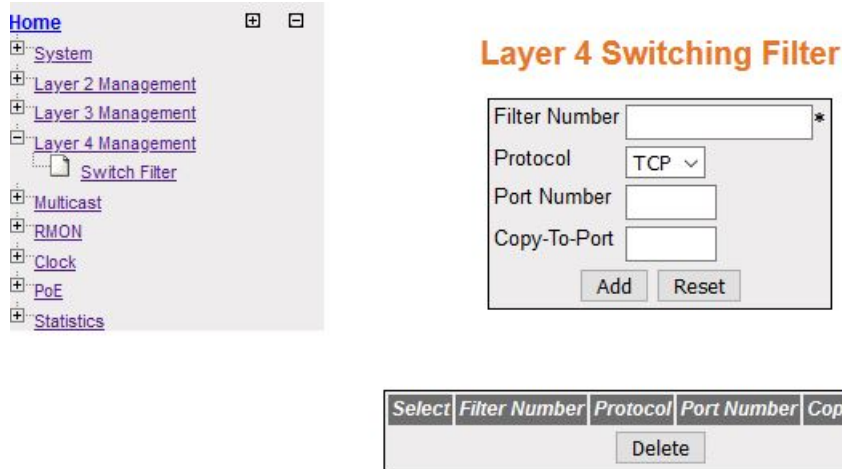 Home
System
Layer 2 Management
Layer 3 Management
Layer 4 Management
Switch Filter
Multicast
RMON
Clock
PoE
Statistics
Layer 4 Switching Filter
Filter Number *
Protocol TCP
Port Number
Copy-To-Port
Add Reset
Select Filter Number Protocol Port Number Cop
Delete